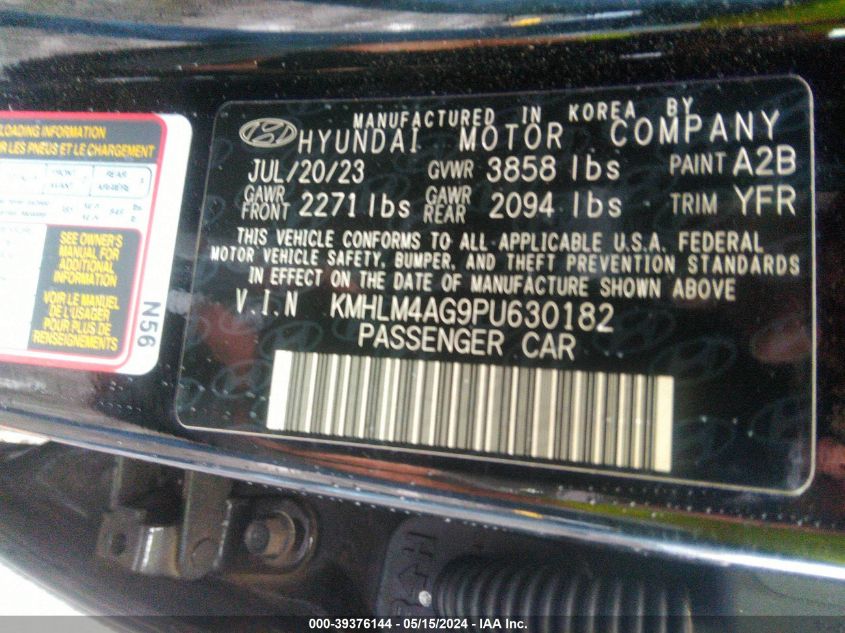 LOADING INFORMATION
R LES PNEUS ET LE CHARGEMENT
SEE OWNER'S
MANUAL FOR
ADDITIONAL
INFORMATION
VOIR LE MANUEL
DE L'USAGER
POUR PLUS DE
RENSEIGNEMENTS
N56
MANUFACTURED IN KOREA BY
HYUNDAI MOTOR COMPANY
JUL/20/23 GVWR 3858 lbs PAINT A2B
GAWR FRONT 2271 lbs GAWR REAR 2094 lbs TRIM YFR
THIS VEHICLE CONFORMS TO ALL APPLICABLE U.S.A. FEDERAL
MOTOR VEHICLE SAFETY, BUMPER, AND THEFT PREVENTION STANDARDS
IN EFFECT ON THE DATE OF MANUFACTURE SHOWN ABOVE
V.I.N KMHLM4AG9PU630182
PASSENGER CAR
000-39376144 - 05/15/2024 - IAA Inc.